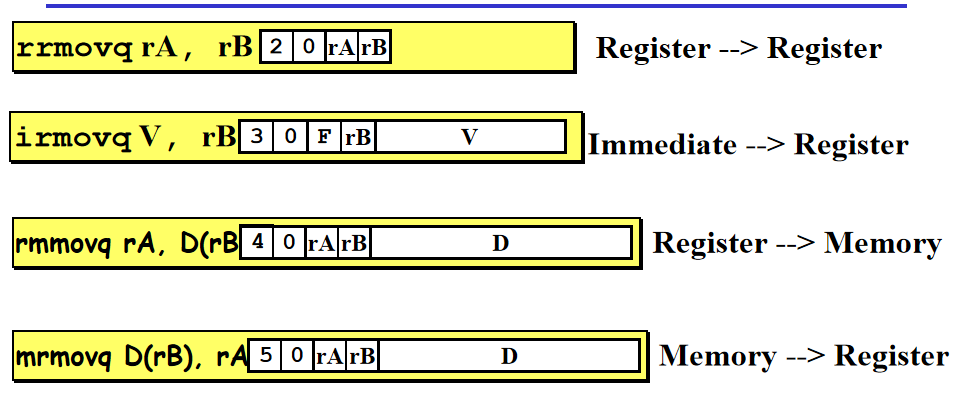 rrmovq rA, rB 2 0 rA rB Register --> Register
irmovq V, rB 3 0 F rB V Immediate --> Register
rmmovq rA, D(rB 4 0 rA rB D Register --> Memory
mrmovq D(rB), rA 5 0 rA rB D Memory --> Register